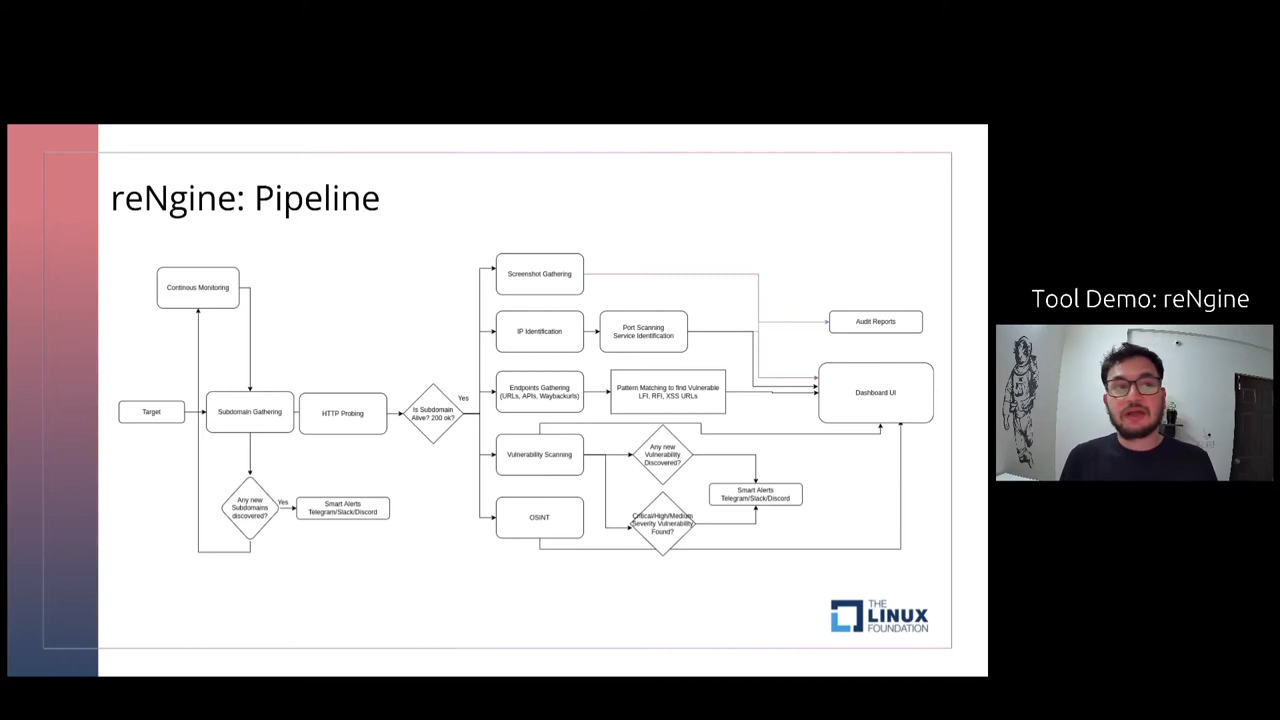 reNgine: Pipeline
Continous Monitoring
Target
Subdomain Gathering
HTTP Probing
Is Subdomain
Alive? 200 ok?
Yes
Any new
Subdomains
discovered?
Yes
Smart Alerts
Telegram/Slack/Discord
Screenshot Gathering
IP Identification
Port Scanning
Service Identification
Endpoints Gathering
(URLs, APIs, Waybackurls)
Pattern Matching to find Vulnerable
LFI, RFI, XSS URLs
Vulnerability Scanning
Any new
Vulnerability
Discovered?
OSINT
Critical/High/Medium
Severity Vulnerability
Found?
Smart Alerts
Telegram/Slack/Discord
Audit Reports
Dashboard UI
THE
LINUX
FOUNDATION
Tool Demo: reNgine